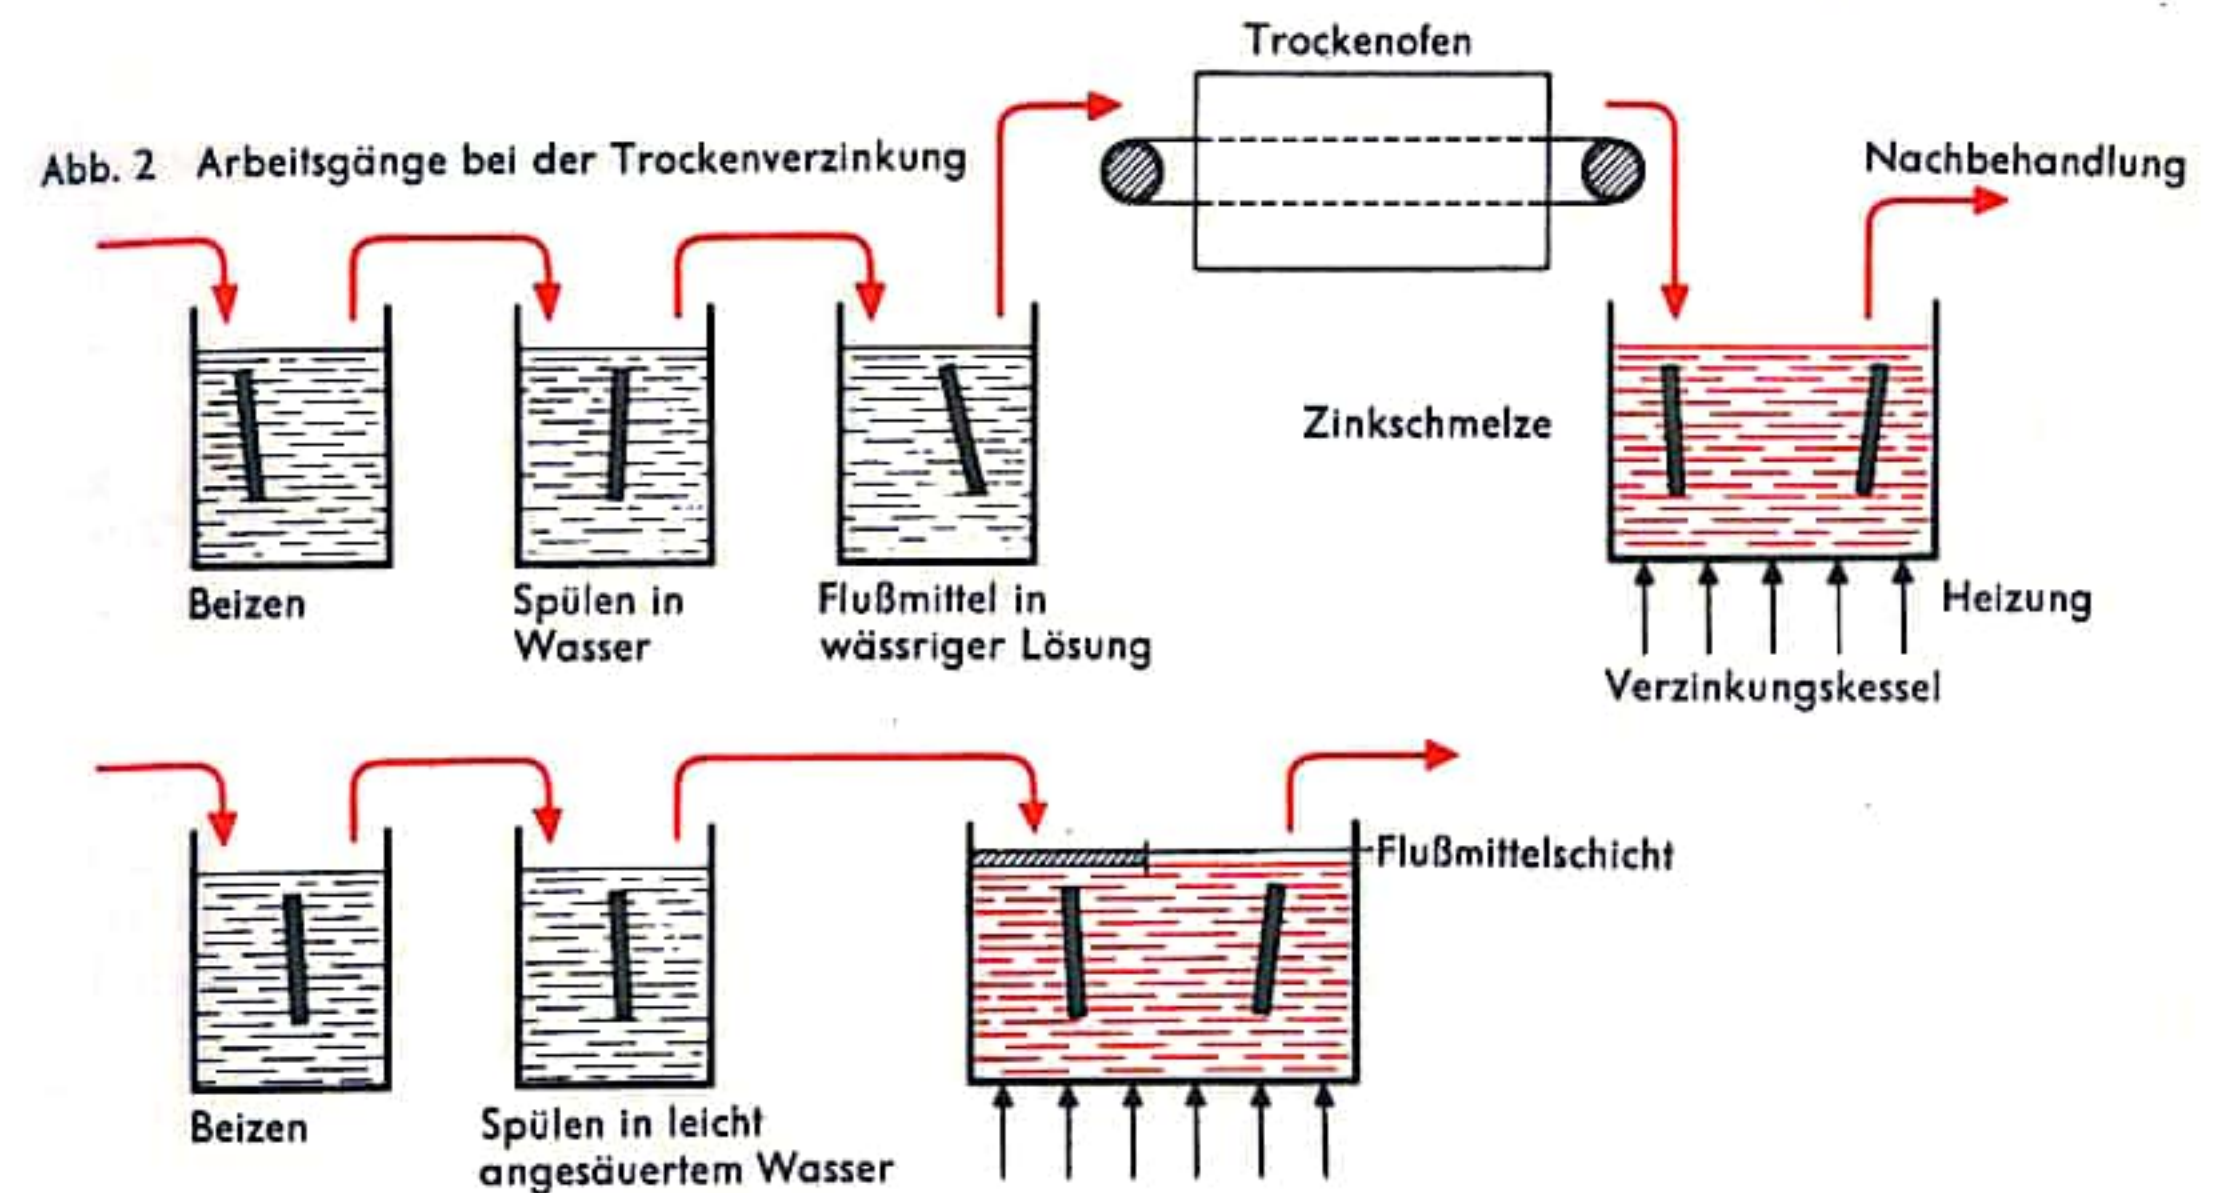 Trockenofen
Abb. 2 Arbeitsgänge bei der Trockenverzinkung
Nachbehandlung
Zinkschmelze
Beizen
Spülen in
Wasser
Flußmittel in
wässriger Lösung
Heizung
Verzinkungskessel
Flußmittelschicht
Beizen
Spülen in leicht
angesäuertem Wasser